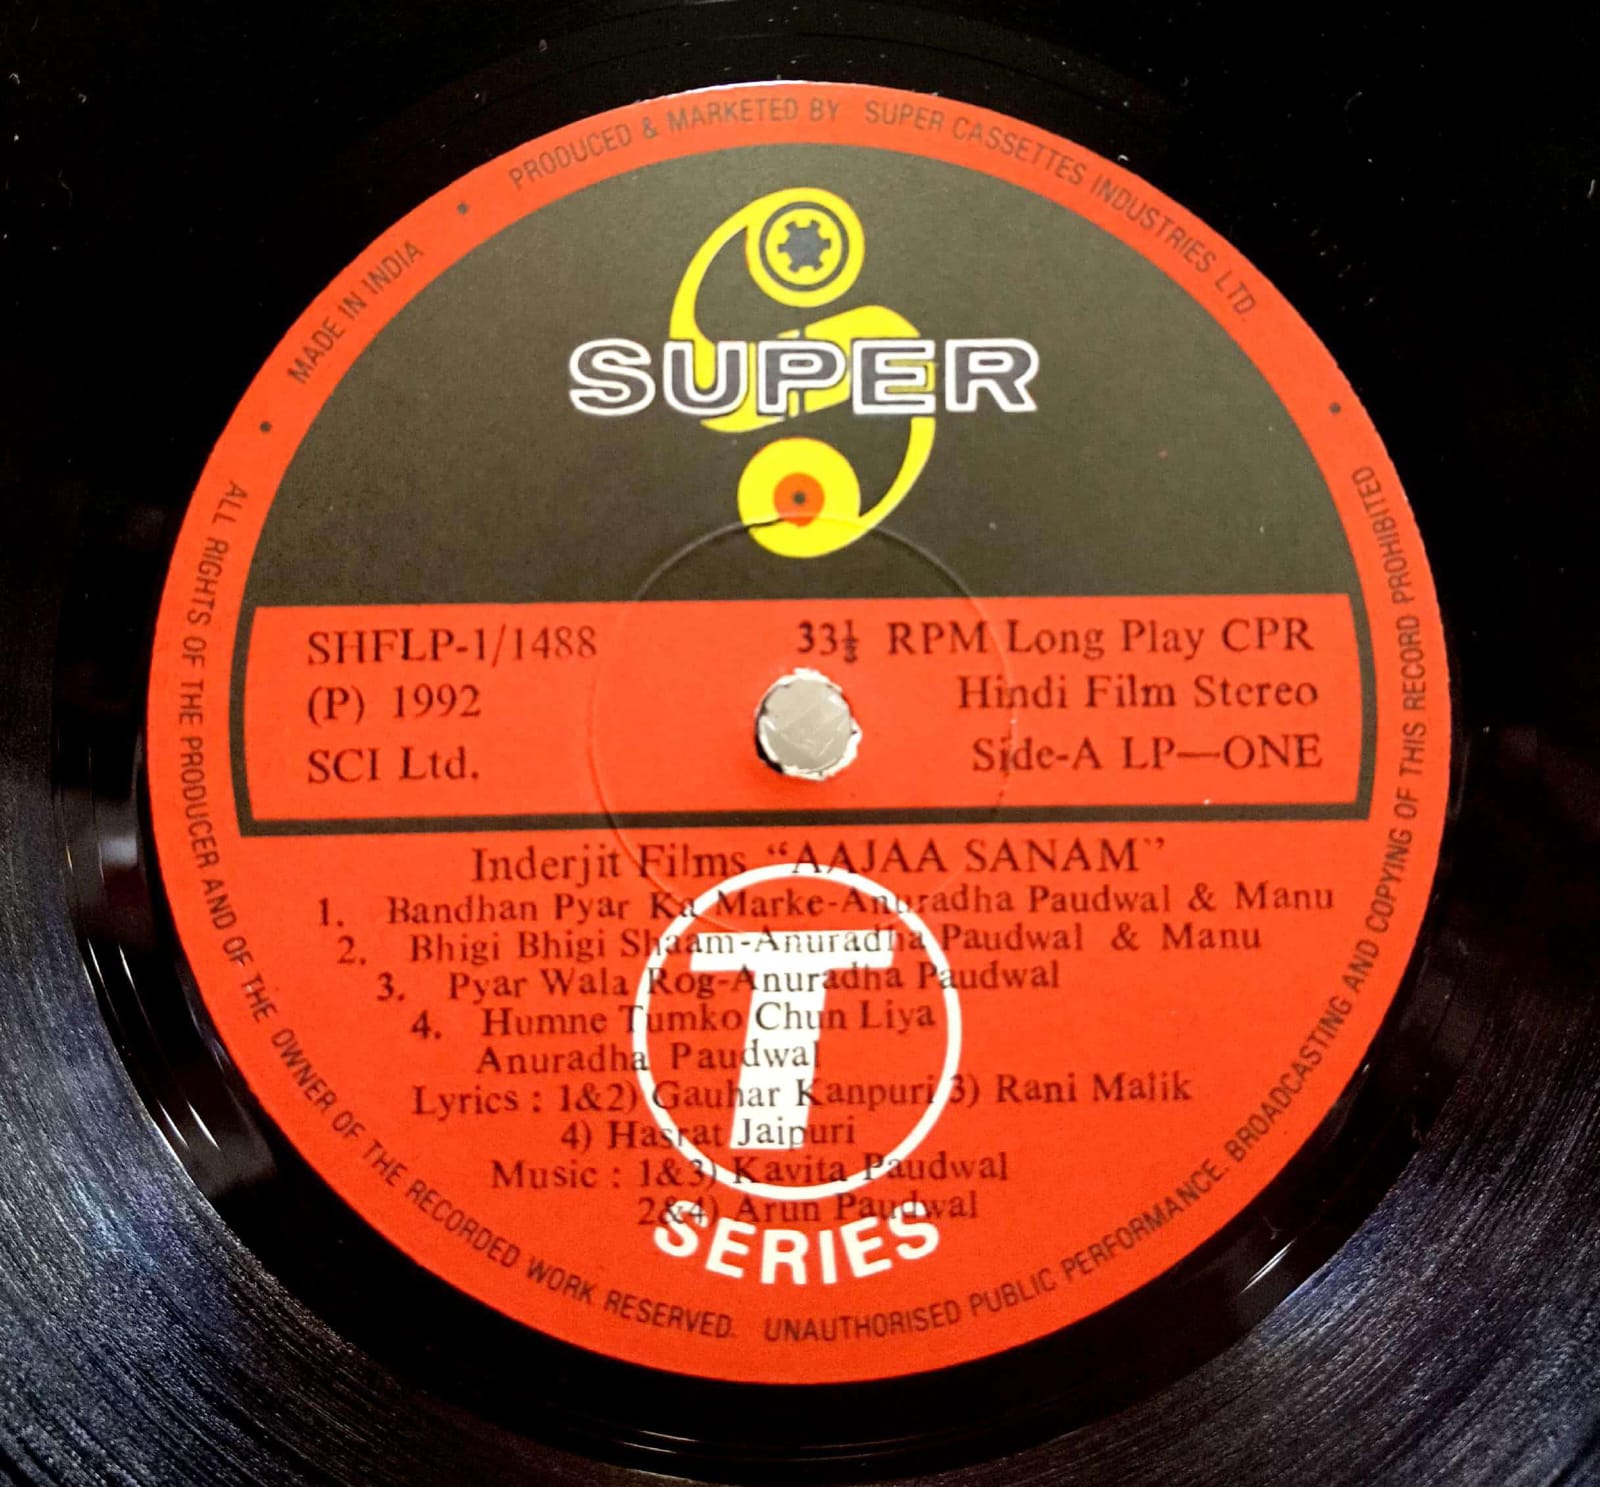 MADE IN INDIA • PRODUCED & MARKETED BY SUPER CASSETTES INDUSTRIES LTD. •
SUPER
SHFLP-1/1488 33⅓ RPM Long Play CPR
(P) 1992 Hindi Film Stereo
SCI Ltd. Side-A LP—ONE
Inderjit Films "AAJAA SANAM"
1. Bandhan Pyar Ka Marke-Anuradha Paudwal & Manu
2. Bhigi Bhigi Shaam-Anuradha Paudwal & Manu
3. Pyar Wala Rog-Anuradha Paudwal
4. Humne Tumko Chun Liya
Anuradha Paudwal
Lyrics : 1&2) Gauhar Kanpuri 3) Rani Malik
4) Hasrat Jaipuri
Music : 1&3) Kavita Paudwal
2&4) Arun Paudwal
T
SERIES
• ALL RIGHTS OF THE PRODUCER AND OF THE OWNER OF THE RECORDED WORK RESERVED. UNAUTHORISED PUBLIC PERFORMANCE. BROADCASTING AND COPYING OF THIS RECORD PROHIBITED